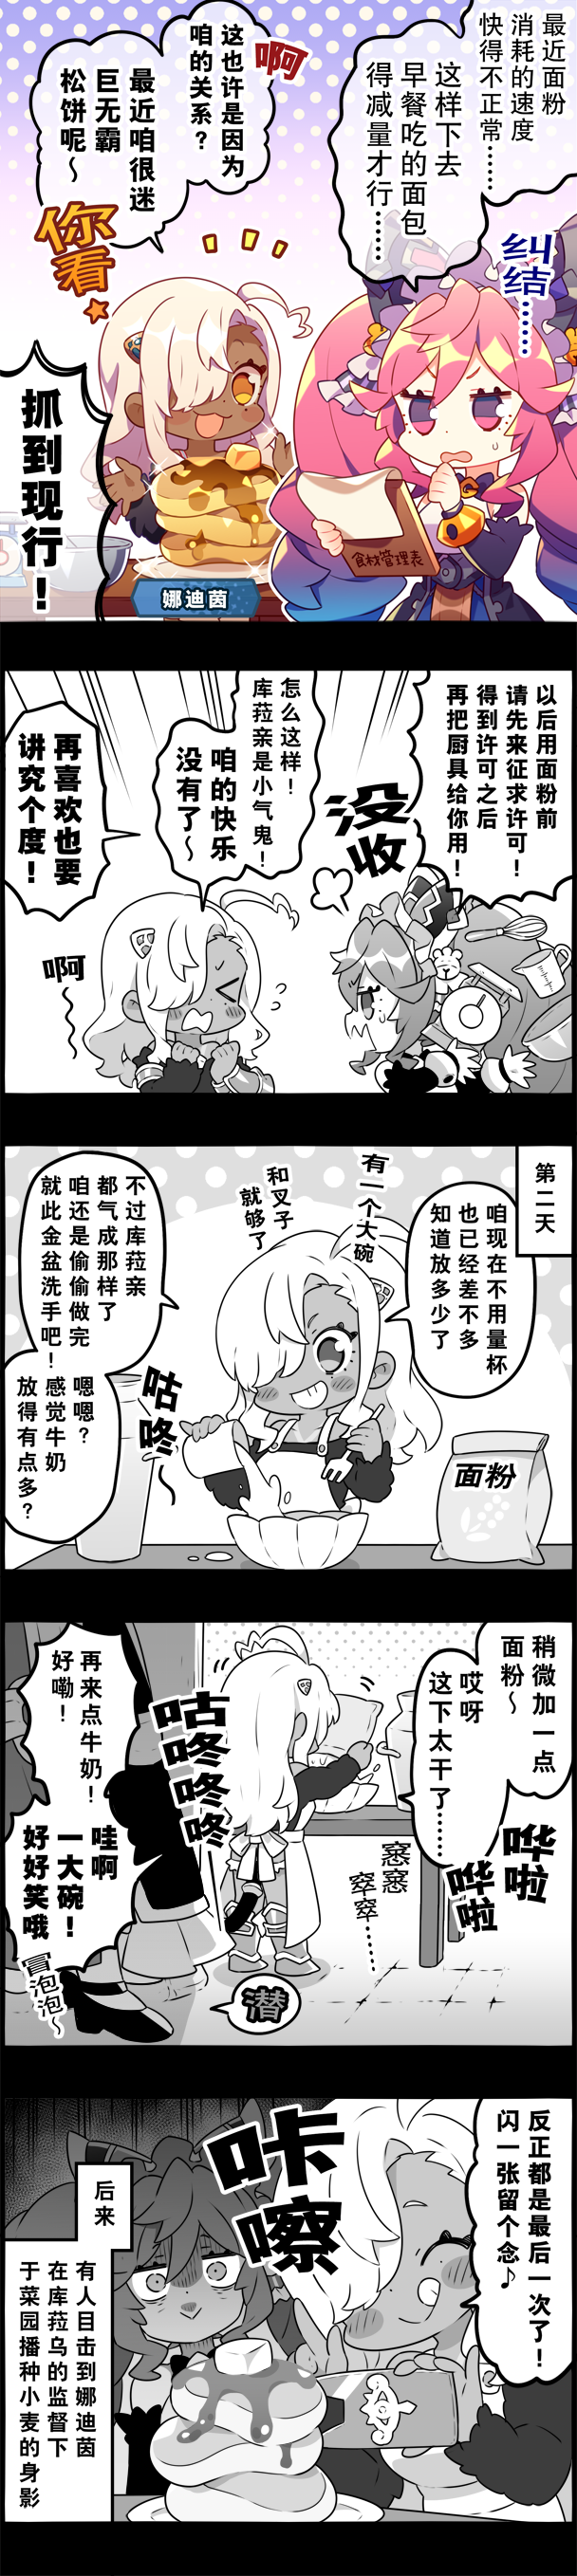 最近面粉
消耗的速度
快得不正常……
这样下去
早餐吃的面包
得减量才行……
纠结……
食材管理表
啊
这也许是因为
咱的关系？
最近咱很迷
巨无霸
松饼呢～
你看
娜迪茵
抓到现行！
以后用面粉前
请先来征求许可！
得到许可之后
再把厨具给你用！
没收
怎么这样！
库菈亲是小气鬼！
咱的快乐
没有了～
啊
再喜欢也要
讲究个度！
第二天
咱现在不用量杯
也已经差不多
知道放多少了
有一个大碗
和叉子
就够了
不过库菈亲
都气成那样了
咱还是偷偷做完
就此金盆洗手吧！
咕咚
嗯嗯？
感觉牛奶
放得有点多？
面粉
稍微加一点
面粉～
哎呀
这下太干了……
哗啦
哗啦
窸窸
窣窣……
再来点牛奶！
好嘞！
咕咚咚咚
哇啊
一大碗！
好好笑哦
冒泡泡～
潜
反正都是最后一次了！
闪一张留个念♪
咔嚓
后来
有人目击到娜迪茵
在库菈乌的监督下
于菜园播种小麦的身影